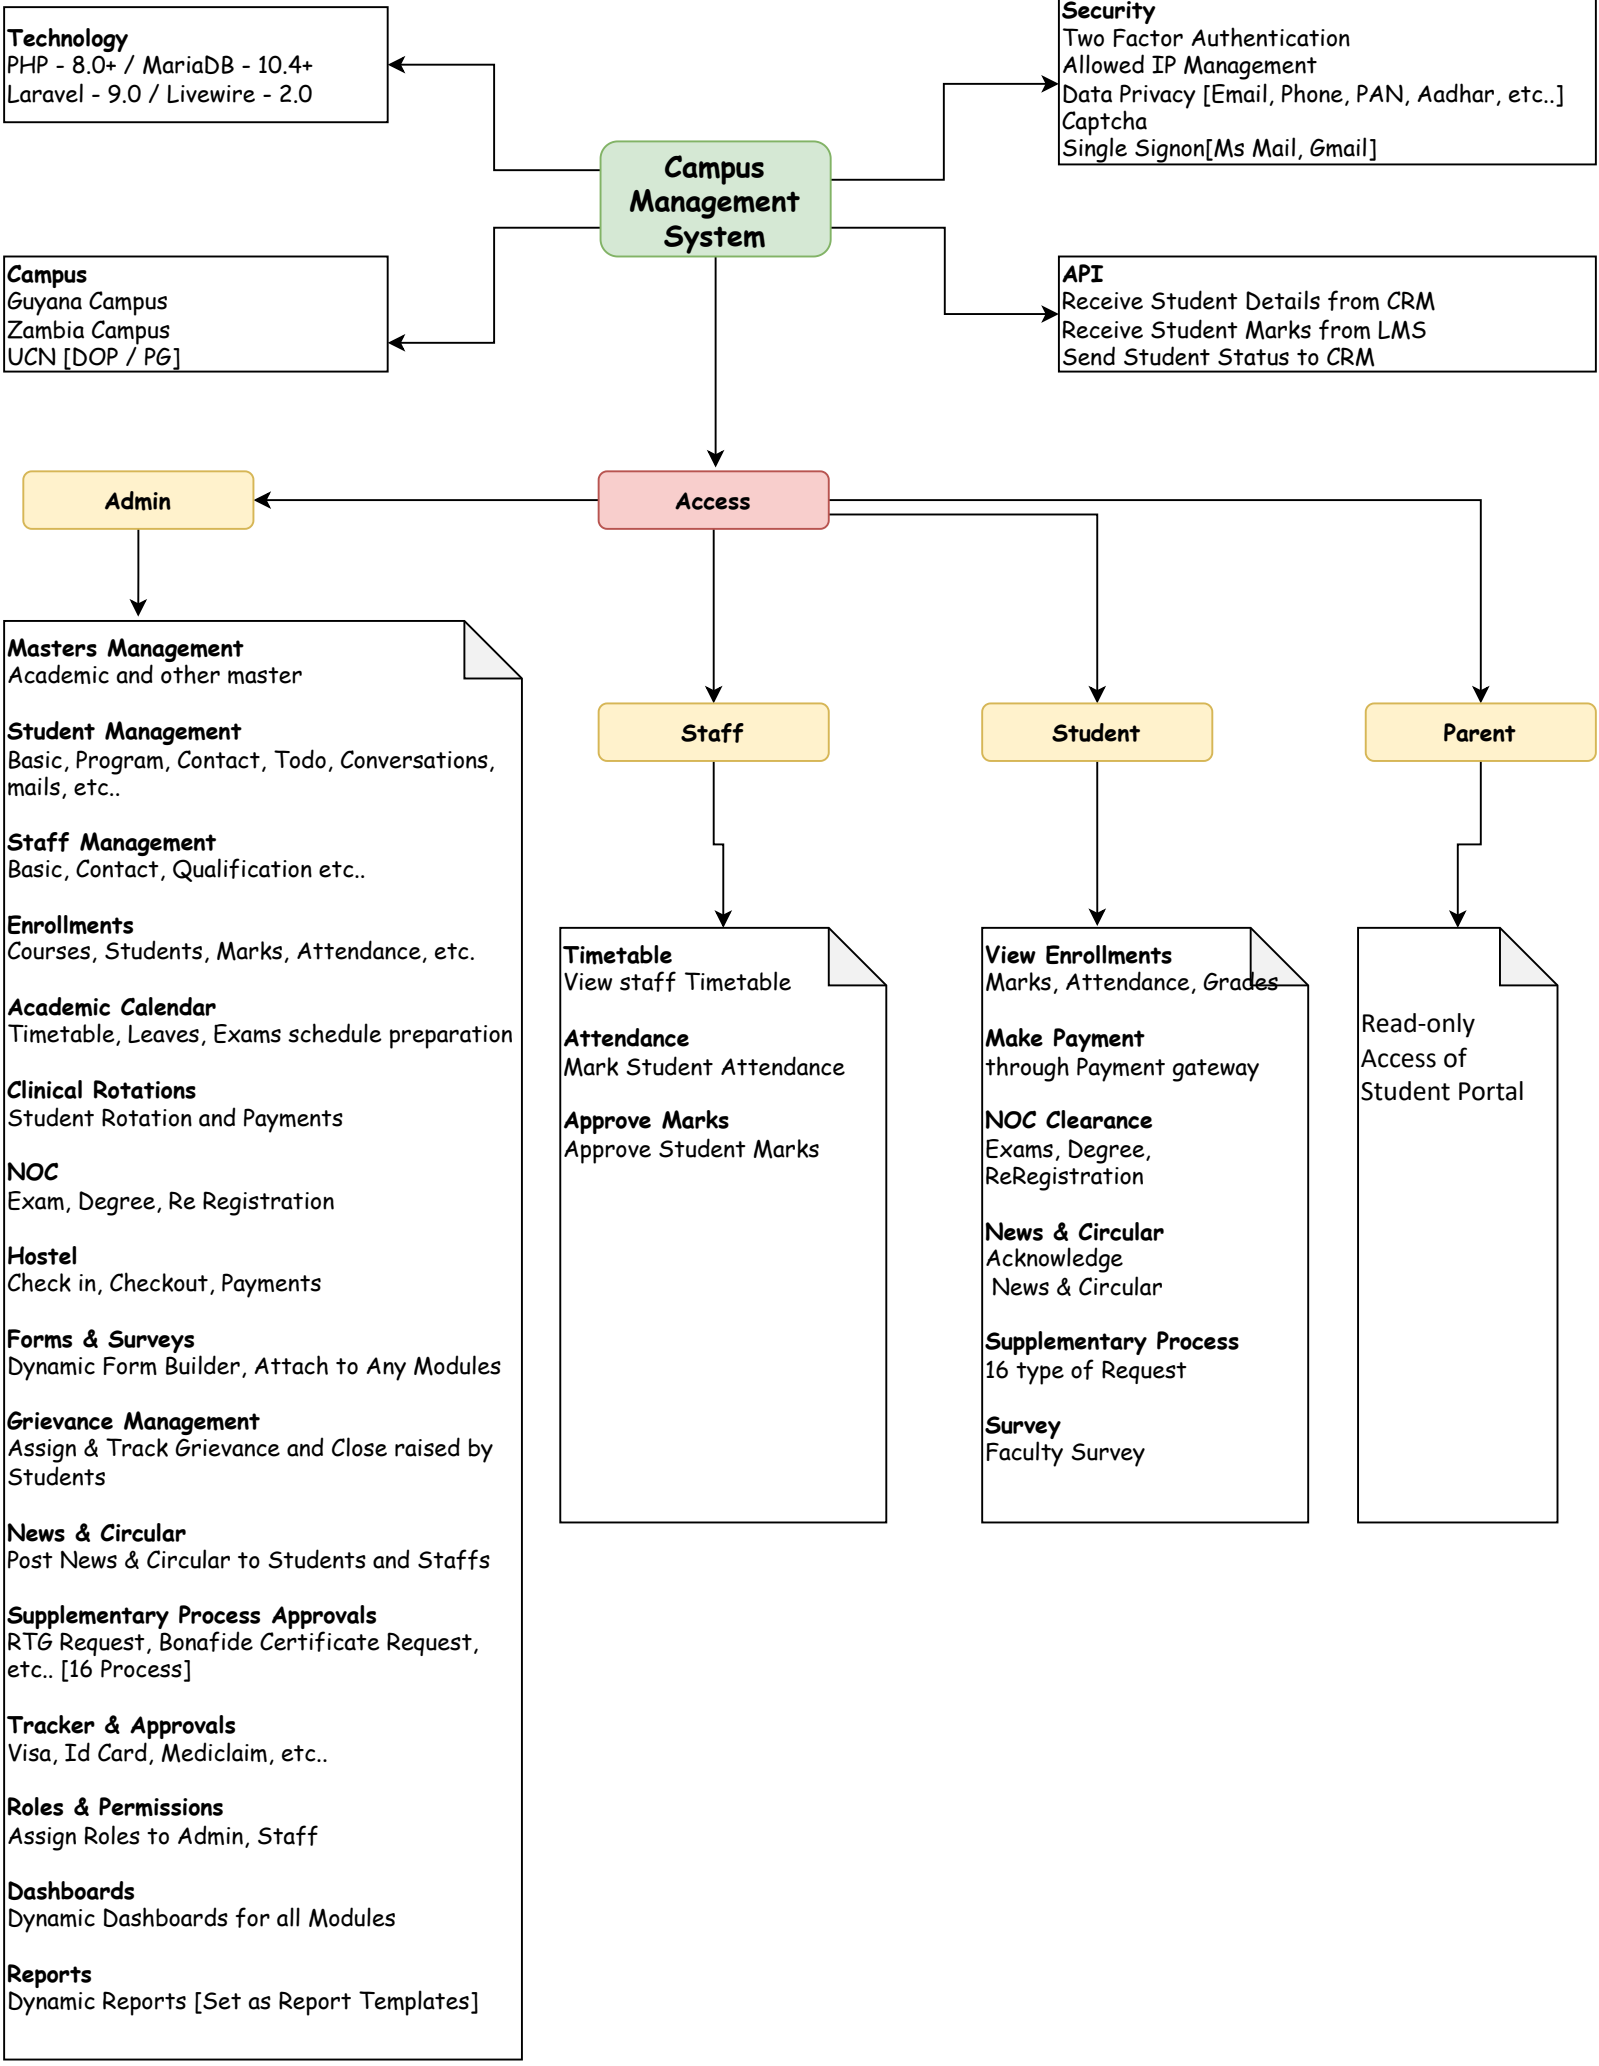 Technology
PHP - 8.0+ / MariaDB - 10.4+
Laravel - 9.0 / Livewire - 2.0
Security
Two Factor Authentication
Allowed IP Management
Data Privacy [Email, Phone, PAN, Aadhar, etc..]
Captcha
Single Signon[Ms Mail, Gmail]
Campus
Management
System
Campus
Guyana Campus
Zambia Campus
UCN [DOP / PG]
API
Receive Student Details from CRM
Receive Student Marks from LMS
Send Student Status to CRM
Admin
Access
Staff
Student
Parent
Masters Management
Academic and other master
Student Management
Basic, Program, Contact, Todo, Conversations,
mails, etc..
Staff Management
Basic, Contact, Qualification etc..
Enrollments
Courses, Students, Marks, Attendance, etc.
Academic Calendar
Timetable, Leaves, Exams schedule preparation
Clinical Rotations
Student Rotation and Payments
NOC
Exam, Degree, Re Registration
Hostel
Check in, Checkout, Payments
Forms & Surveys
Dynamic Form Builder, Attach to Any Modules
Grievance Management
Assign & Track Grievance and Close raised by
Students
News & Circular
Post News & Circular to Students and Staffs
Supplementary Process Approvals
RTG Request, Bonafide Certificate Request,
etc.. [16 Process]
Tracker & Approvals
Visa, Id Card, Mediclaim, etc..
Roles & Permissions
Assign Roles to Admin, Staff
Dashboards
Dynamic Dashboards for all Modules
Reports
Dynamic Reports [Set as Report Templates]
Timetable
View staff Timetable
Attendance
Mark Student Attendance
Approve Marks
Approve Student Marks
View Enrollments
Marks, Attendance, Grades
Make Payment
through Payment gateway
NOC Clearance
Exams, Degree,
ReRegistration
News & Circular
Acknowledge
News & Circular
Supplementary Process
16 type of Request
Survey
Faculty Survey
Read-only
Access of
Student Portal